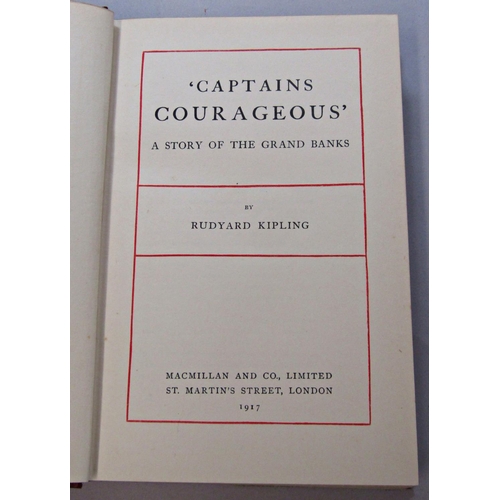 ‘CAPTAINS
COURAGEOUS’
A STORY OF THE GRAND BANKS
BY
RUDYARD KIPLING
MACMILLAN AND CO., LIMITED
ST. MARTIN'S STREET, LONDON
1917